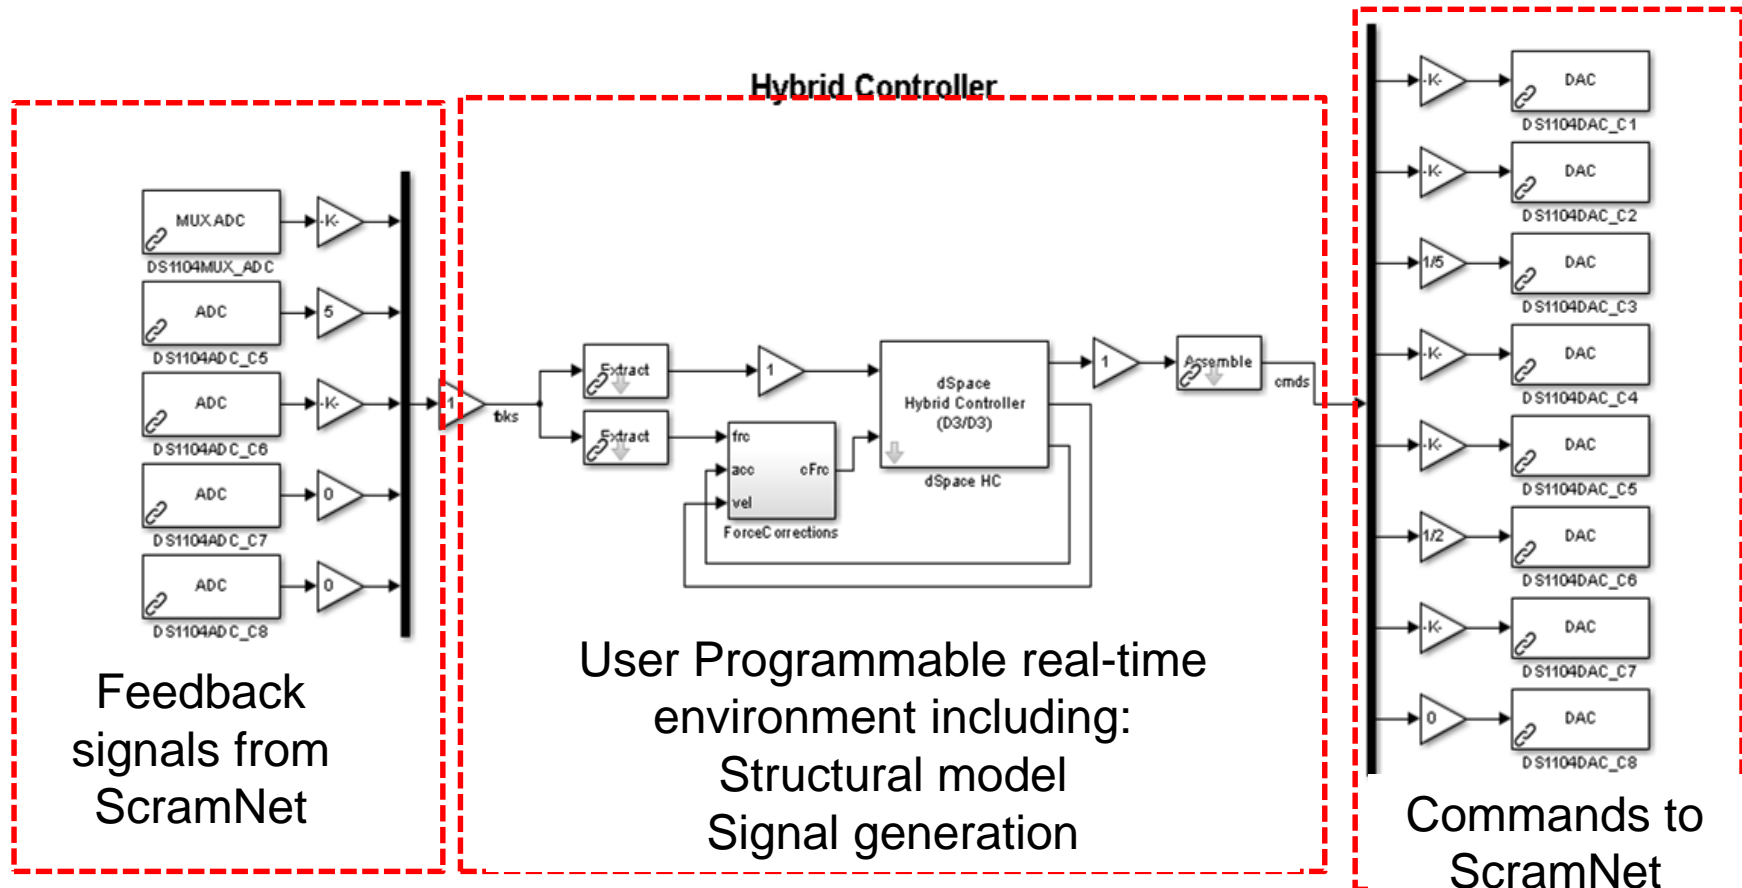 Hybrid Controller
MUX ADC
-K-
DS1104MUX_ADC
ADC
5
DS1104ADC_C5
ADC
-K-
DS1104ADC_C6
ADC
0
DS1104ADC_C7
ADC
0
DS1104ADC_C8
Feedback
signals from
ScramNet
1
fbks
Extract
1
Extract
frc
acc
vel
cFrc
ForceCorrections
dSpace
Hybrid Controller
(D3/D3)
dSpace HC
1
Assemble
cmds
User Programmable real-time
environment including:
Structural model
Signal generation
-K-
DAC
DS1104DAC_C1
-K-
DAC
DS1104DAC_C2
1/5
DAC
DS1104DAC_C3
-K-
DAC
DS1104DAC_C4
-K-
DAC
DS1104DAC_C5
1/2
DAC
DS1104DAC_C6
-K-
DAC
DS1104DAC_C7
0
DAC
DS1104DAC_C8
Commands to
ScramNet